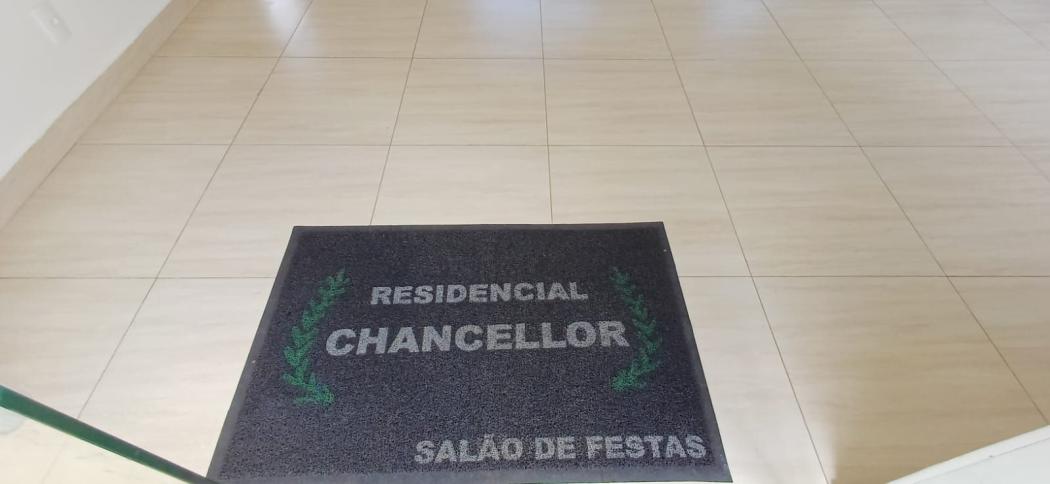 RESIDENCIAL
CHANCELLOR
SALÃO DE FESTAS